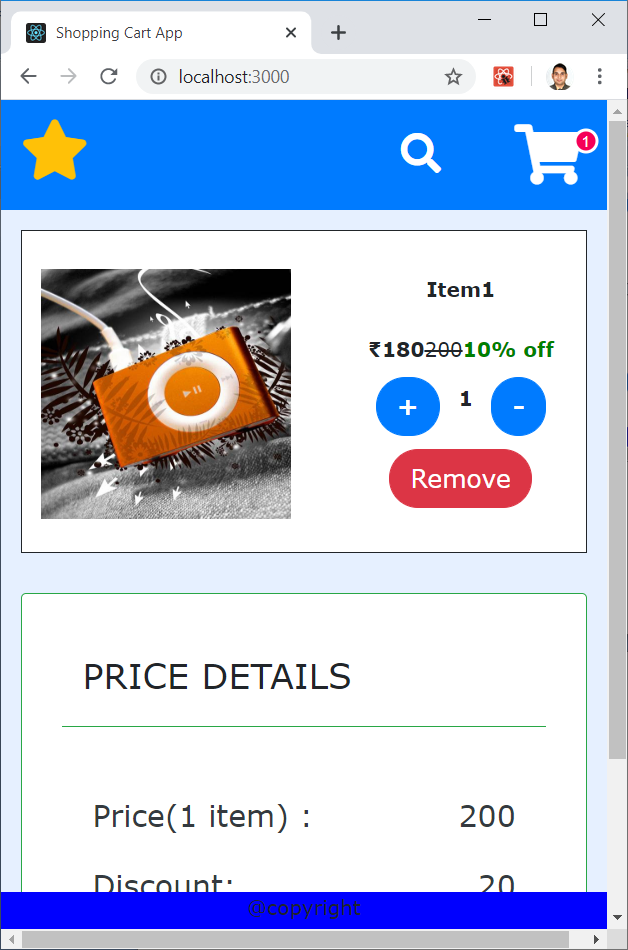 Shopping Cart App
localhost:3000
1
Item1
₹18020010% off
+ 1 -
Remove
PRICE DETAILS
Price(1 item) : 200
Discount: 20
@copyright